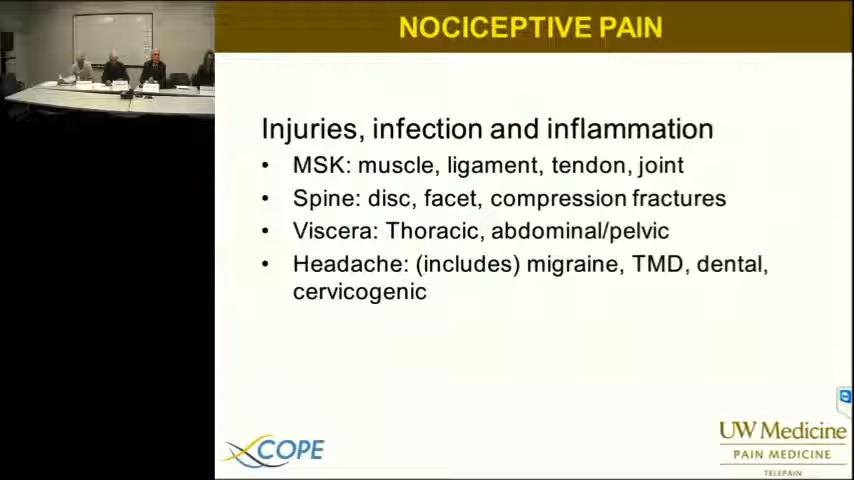 NOCICEPTIVE PAIN
Injuries, infection and inflammation
• MSK: muscle, ligament, tendon, joint
• Spine: disc, facet, compression fractures
• Viscera: Thoracic, abdominal/pelvic
• Headache: (includes) migraine, TMD, dental,
cervicogenic
COPE
UW Medicine
PAIN MEDICINE
TELEPAIN